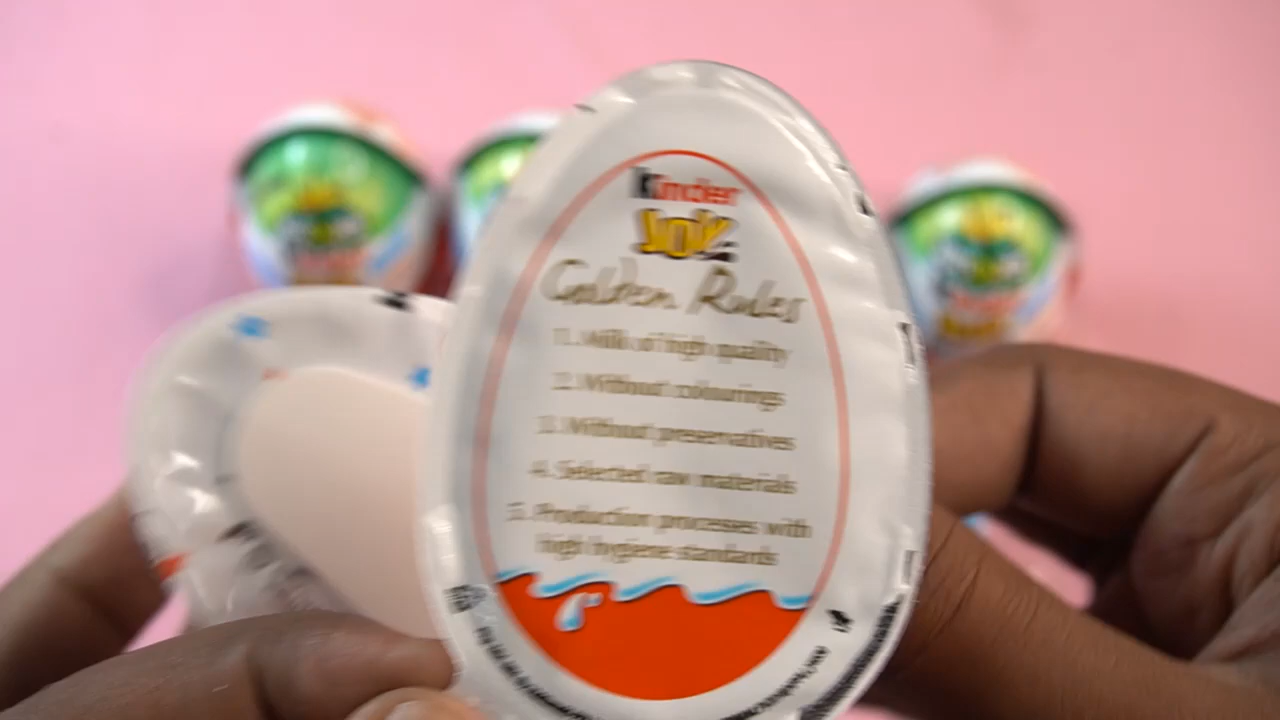 Kinder
JOY
Golden Rules
1. Milk of high quality
2. Without colourings
3. Without preservatives
4. Selected raw materials
5. Production processes with
high hygiene standards